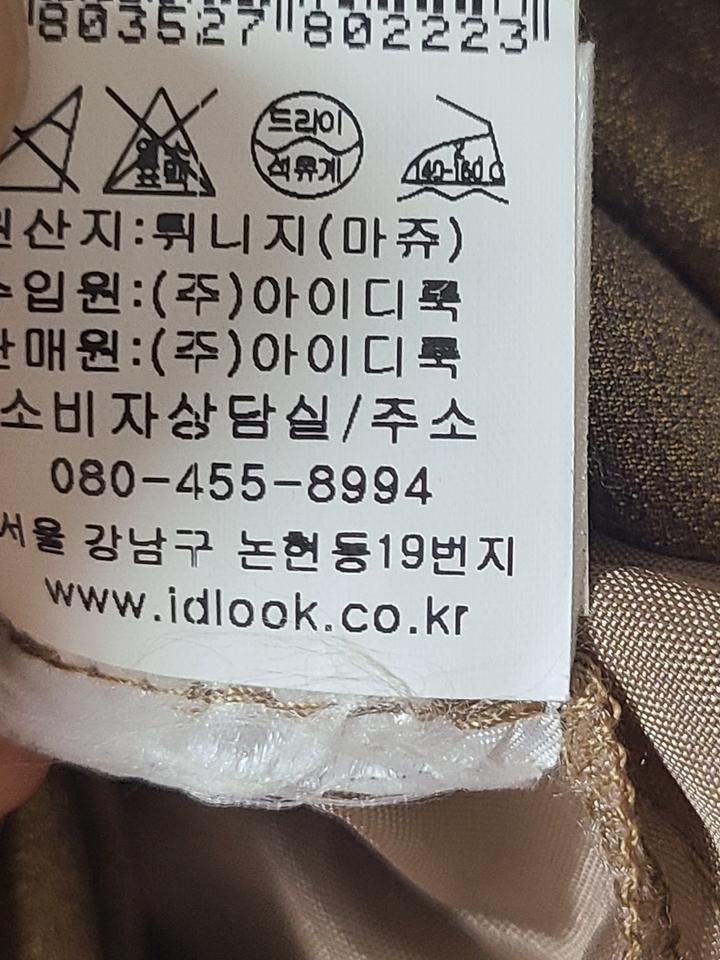 803527 802223
드라이
석유계
140-160℃
원산지:튀니지(마쥬)
수입원:(주)아이디룩
판매원:(주)아이디룩
소비자상담실/주소
080-455-8994
서울 강남구 논현동19번지
www.idlook.co.kr